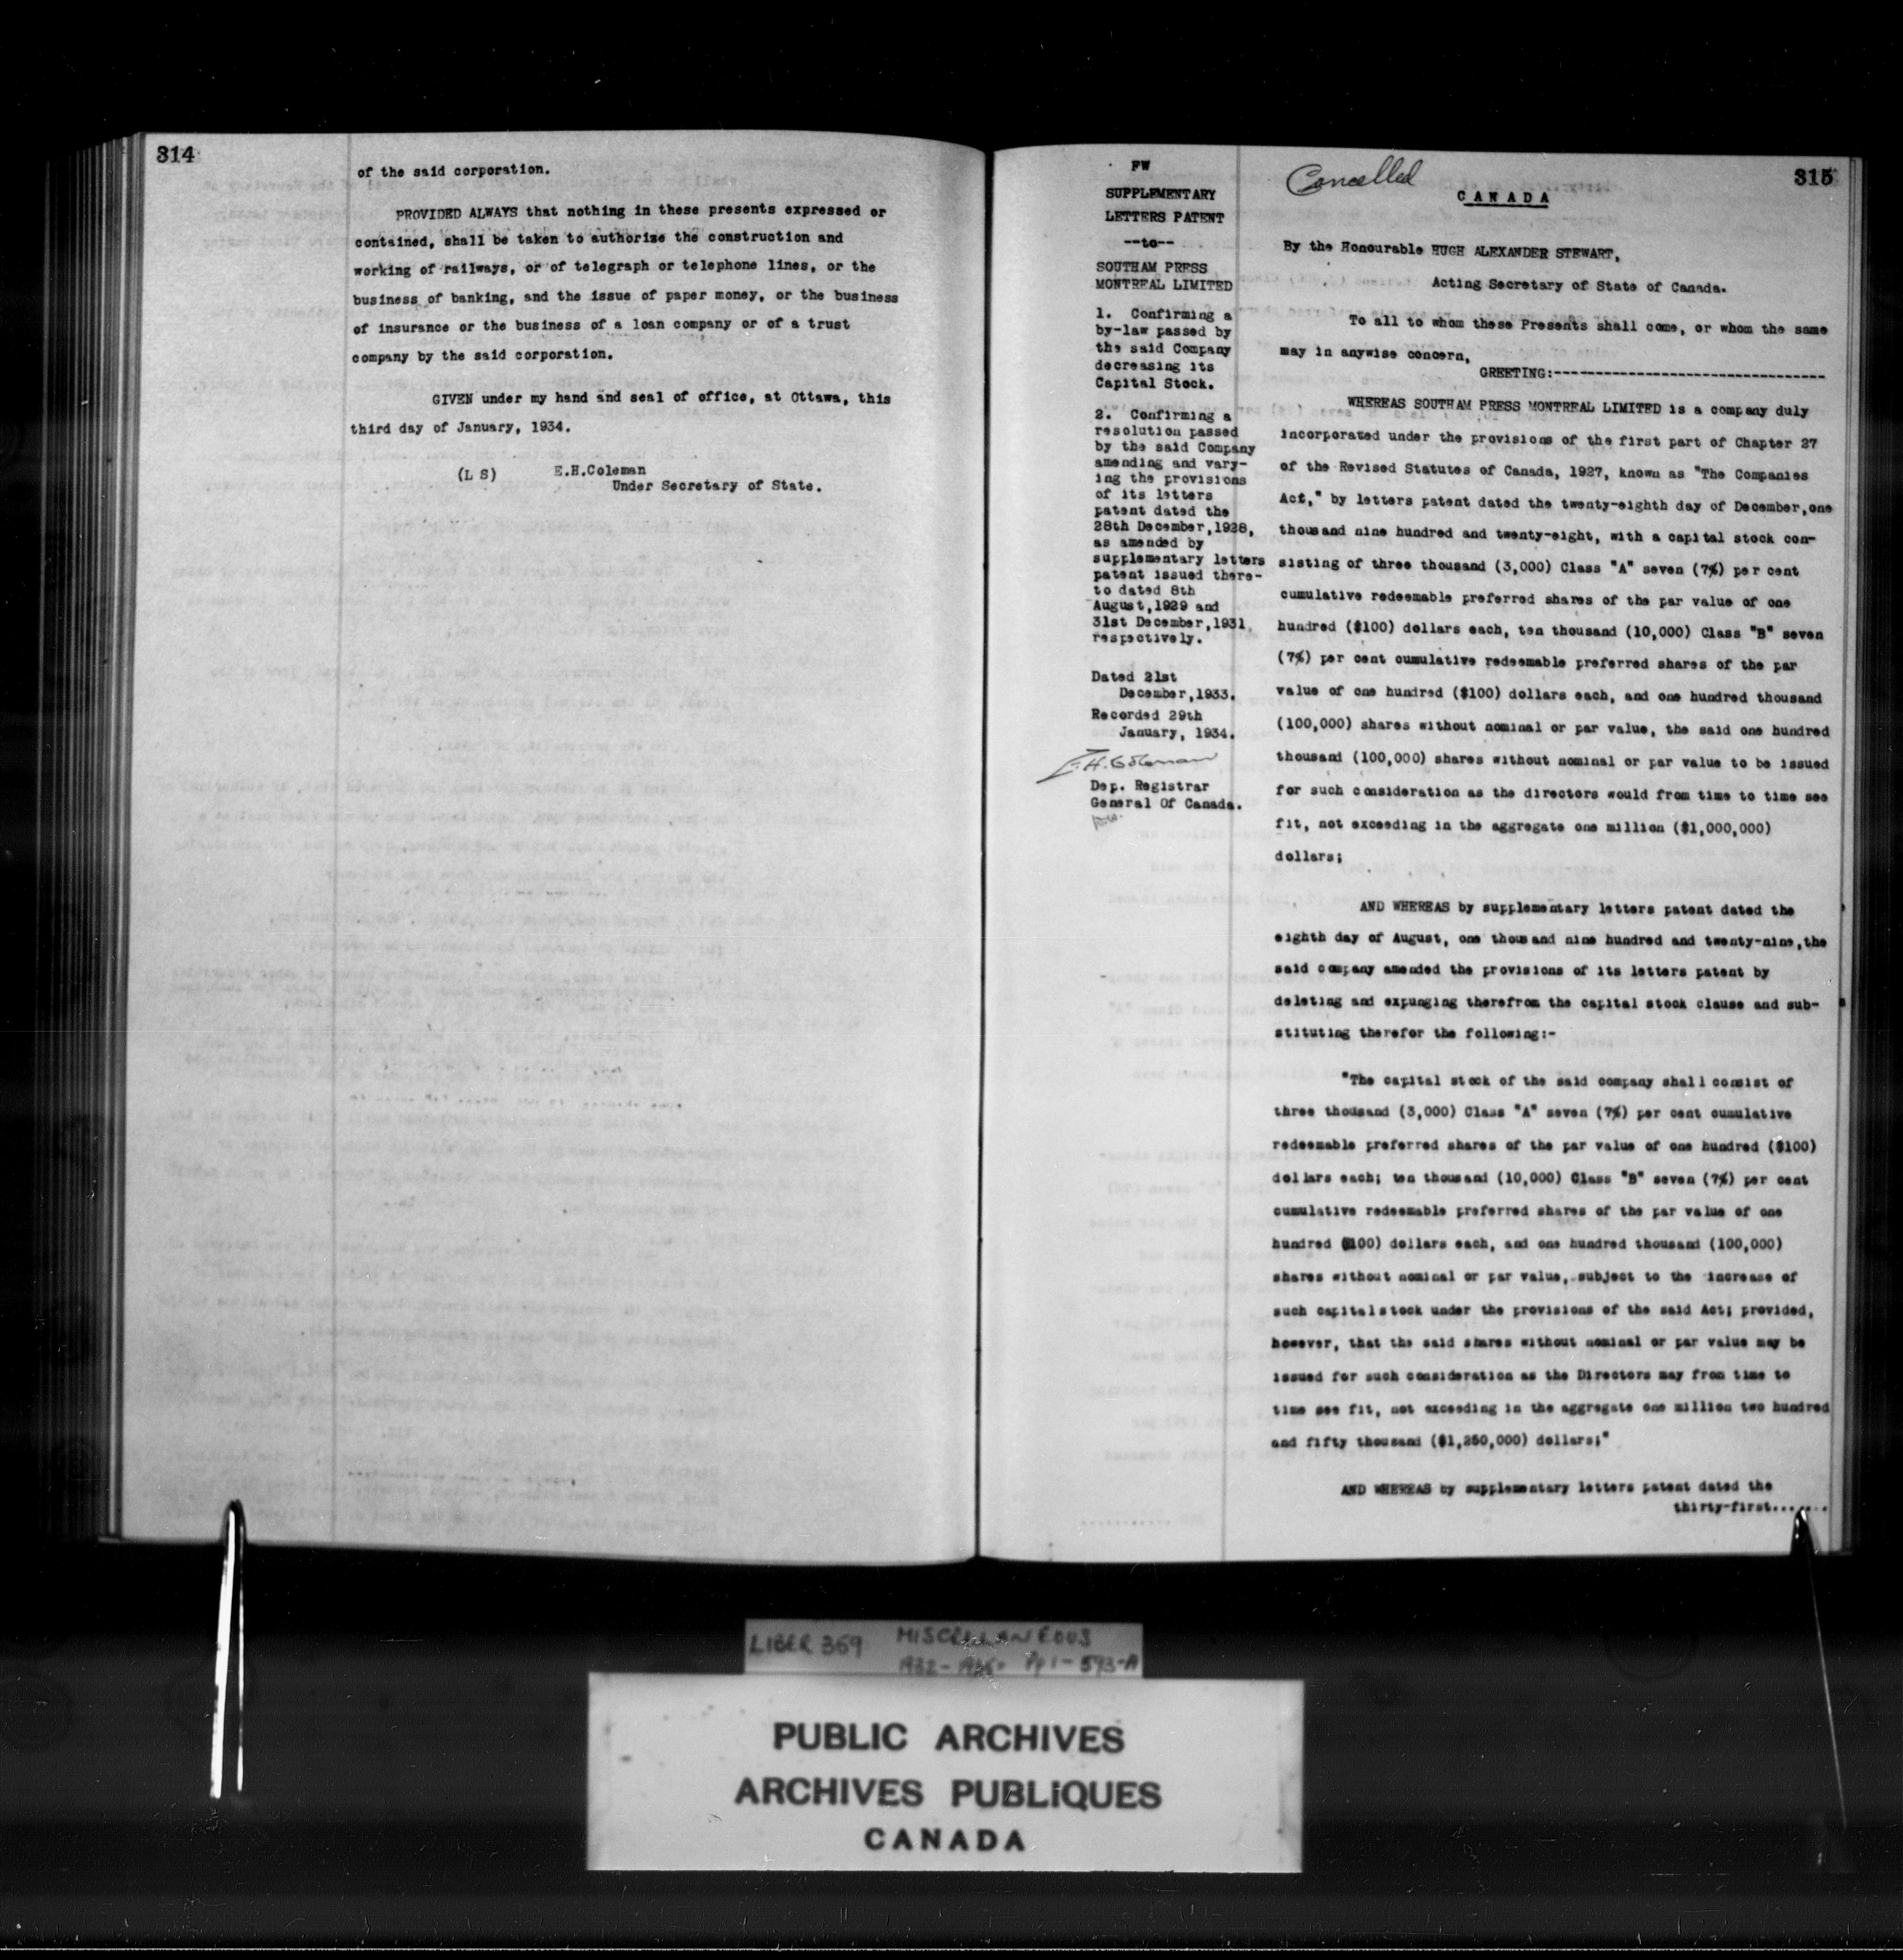 314
of the said corporation.
PROVIDED ALWAYS that nothing in these presents expressed or
contained, shall be taken to authorize the construction and
working of railways, or of telegraph or telephone lines, or the
business of banking, and the issue of paper money, or the business
of insurance or the business of a loan company or of a trust
company by the said corporation.
GIVEN under my hand and seal of office, at Ottawa, this
third day of January, 1934.
(L S) E.H.Coleman
Under Secretary of State.
FW
SUPPLEMENTARY
LETTERS PATENT
--to--
SOUTHAM PRESS
MONTREAL LIMITED
1. Confirming a
by-law passed by
the said Company
decreasing its
Capital Stock.
2. Confirming a
resolution passed
by the said Company
amending and vary-
ing the provisions
of its letters
patent dated the
28th December,1928,
as amended by
supplementary letters
patent issued there-
to dated 8th
August,1929 and
31st December,1931
respectively.
Dated 21st
December,1933.
Recorded 29th
January, 1934.
E.H.Coleman
Dep. Registrar
General Of Canada.
Cancelled
315
CANADA
By the Honourable HUGH ALEXANDER STEWART,
Acting Secretary of State of Canada.
To all to whom these Presents shall come, or whom the same
may in anywise concern,
GREETING:---------------------------------
WHEREAS SOUTHAM PRESS MONTREAL LIMITED is a company duly
incorporated under the provisions of the first part of Chapter 27
of the Revised Statutes of Canada, 1927, known as "The Companies
Act," by letters patent dated the twenty-eighth day of December,one
thousand nine hundred and twenty-eight, with a capital stock con-
sisting of three thousand (3,000) Class "A" seven (7%) per cent
cumulative redeemable preferred shares of the par value of one
hundred ($100) dollars each, ten thousand (10,000) Class "B" seven
(7%) per cent cumulative redeemable preferred shares of the par
value of one hundred ($100) dollars each, and one hundred thousand
(100,000) shares without nominal or par value, the said one hundred
thousand (100,000) shares without nominal or par value to be issued
for such consideration as the directors would from time to time see
fit, not exceeding in the aggregate one million ($1,000,000)
dollars;
AND WHEREAS by supplementary letters patent dated the
eighth day of August, one thousand nine hundred and twenty-nine,the
said company amended the provisions of its letters patent by
deleting and expunging therefrom the capital stock clause and sub-
stituting therefor the following:-
"The capital stock of the said company shall consist of
three thousand (3,000) Class "A" seven (7%) per cent cumulative
redeemable preferred shares of the par value of one hundred ($100)
dollars each; ten thousand (10,000) Class "B" seven (7%) per cent
cumulative redeemable preferred shares of the par value of one
hundred ($100) dollars each, and one hundred thousand (100,000)
shares without nominal or par value, subject to the increase of
such capital stock under the provisions of the said Act; provided,
however, that the said shares without nominal or par value may be
issued for such consideration as the Directors may from time to
time see fit, not exceeding in the aggregate one million two hundred
and fifty thousand ($1,250,000) dollars;"
AND WHEREAS by supplementary letters patent dated the
thirty-first.......
LIBER 369 MISCELLANEOUS
Pp 1-593-A
PUBLIC ARCHIVES
ARCHIVES PUBLIQUES
CANADA